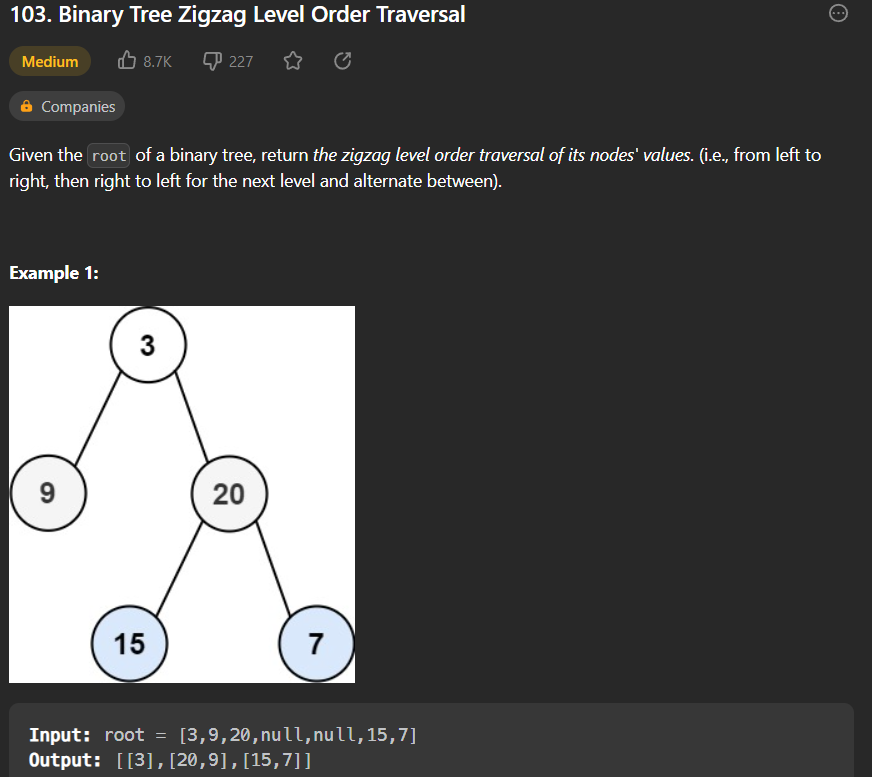 103. Binary Tree Zigzag Level Order Traversal
Medium 8.7K 227
Companies
Given the root of a binary tree, return the zigzag level order traversal of its nodes' values. (i.e., from left to
right, then right to left for the next level and alternate between).
Example 1:
3
9 20
15 7
Input: root = [3,9,20,null,null,15,7]
Output: [[3],[20,9],[15,7]]